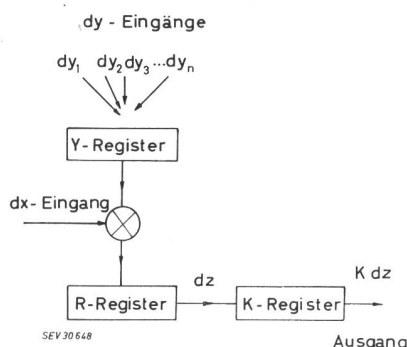 dy - Eingänge
dy₁ dy₂ dy₃ ... dyₙ
Y- Register
dx- Eingang
R-Register
dz
K-Register
K dz
SEV 30648
Ausgang